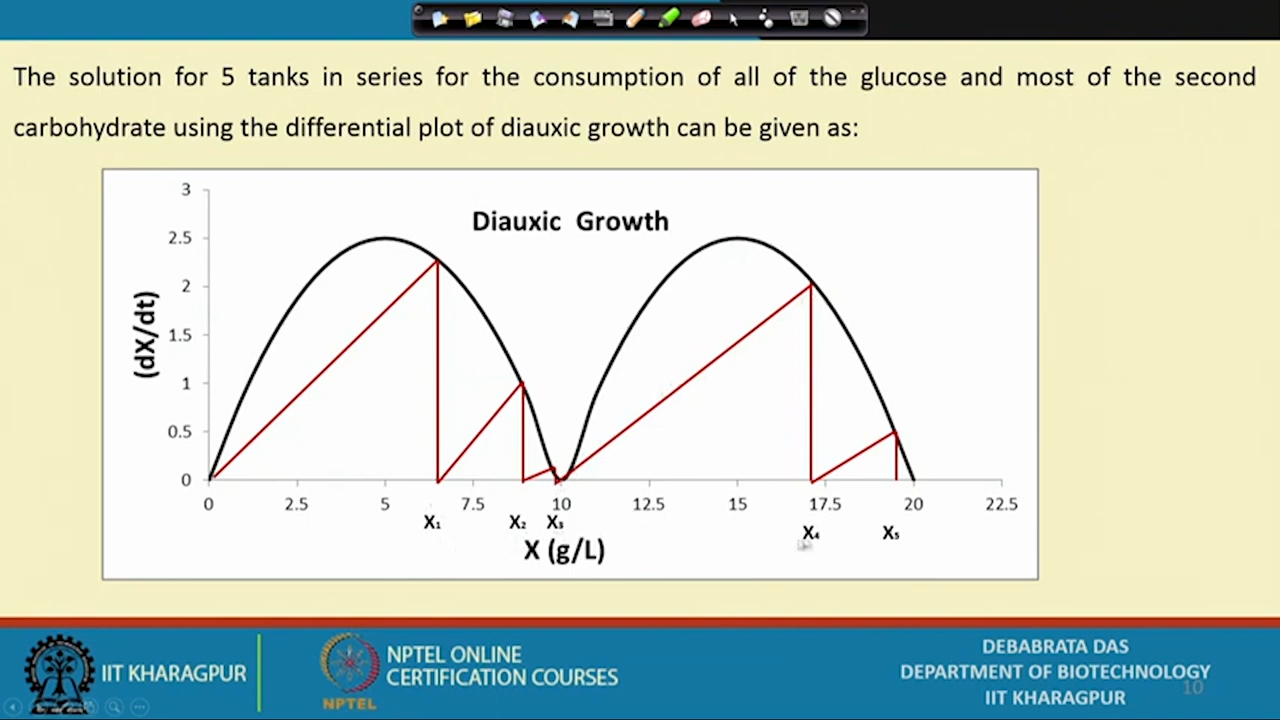 The solution for 5 tanks in series for the consumption of all of the glucose and most of the second
carbohydrate using the differential plot of diauxic growth can be given as:
Diauxic Growth
(dX/dt)
3
2.5
2
1.5
1
0.5
0
0 2.5 5 7.5 10 12.5 15 17.5 20 22.5
X₁ X₂ X₃ X₄ X₅
X (g/L)
IIT KHARAGPUR
NPTEL
NPTEL ONLINE
CERTIFICATION COURSES
DEBABRATA DAS
DEPARTMENT OF BIOTECHNOLOGY
IIT KHARAGPUR
10